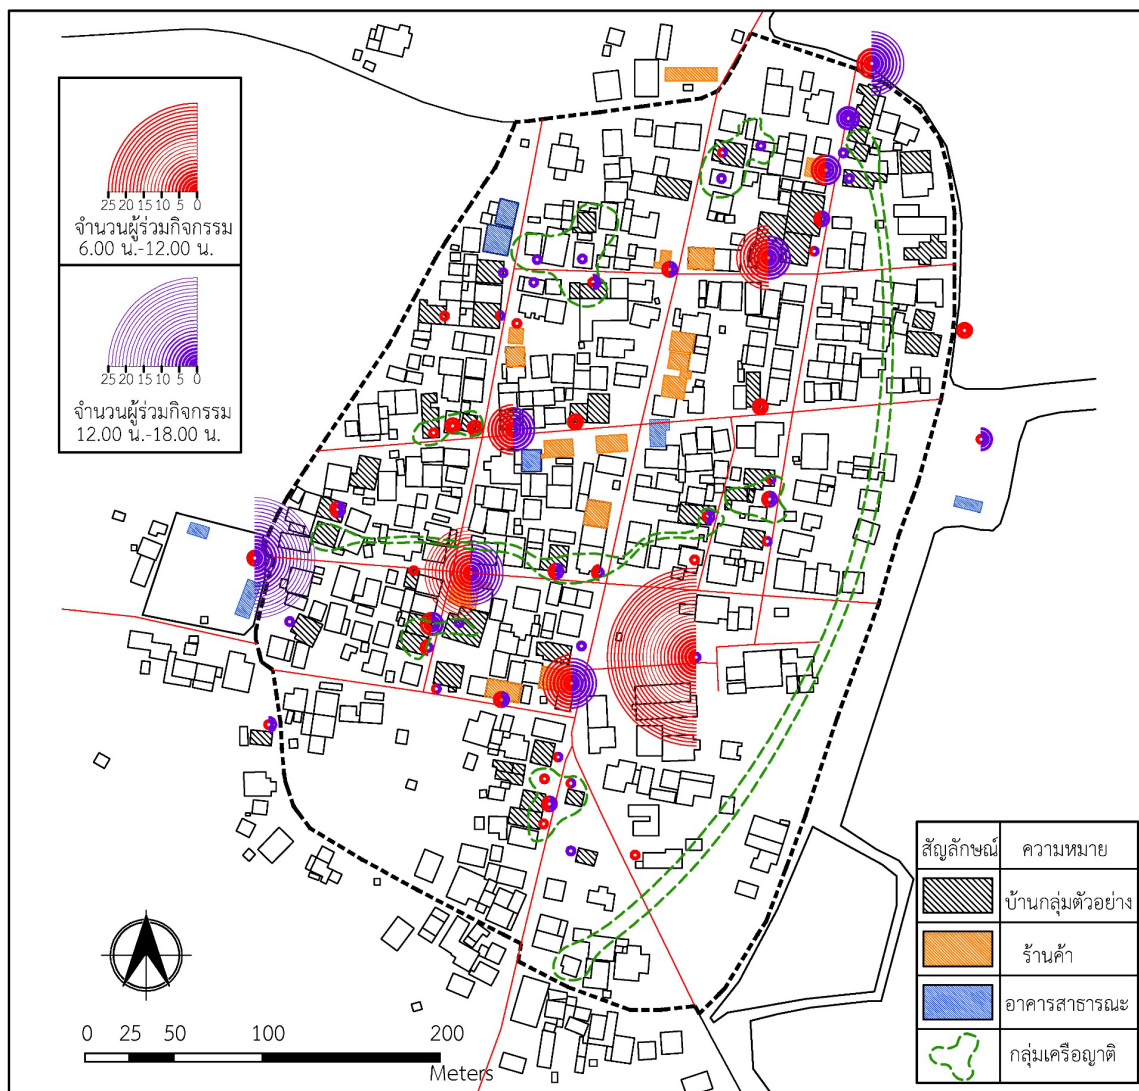 25 20 15 10 5 0
จำนวนผู้ร่วมกิจกรรม
6.00 น.-12.00 น.
25 20 15 10 5 0
จำนวนผู้ร่วมกิจกรรม
12.00 น.-18.00 น.
0 25 50 100 200
Meters
สัญลักษณ์ ความหมาย
บ้านกลุ่มตัวอย่าง
ร้านค้า
อาคารสาธารณะ
กลุ่มเครือญาติ